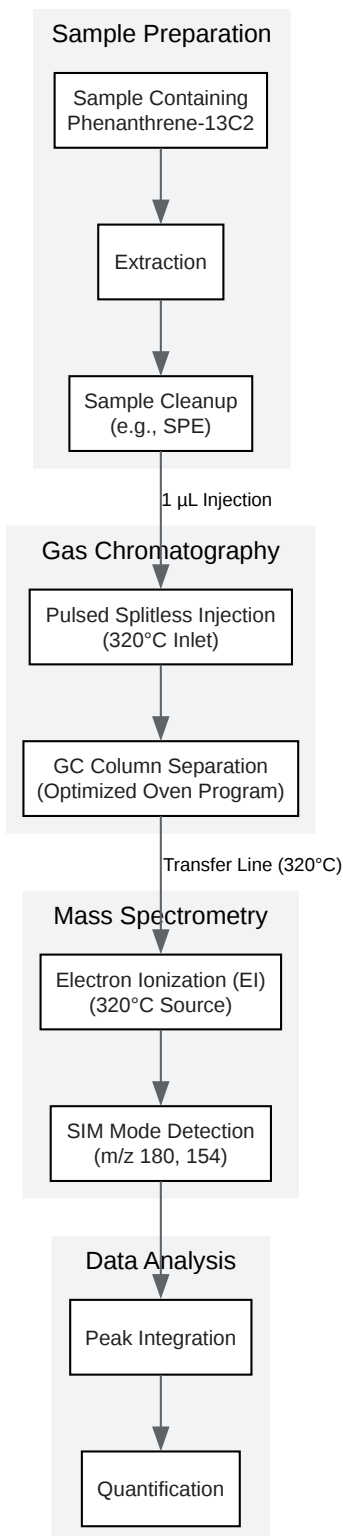 Sample Preparation
Sample Containing
Phenanthrene-13C2
Extraction
Sample Cleanup
(e.g., SPE)
1 µL Injection
Gas Chromatography
Pulsed Splitless Injection
(320°C Inlet)
GC Column Separation
(Optimized Oven Program)
Transfer Line (320°C)
Mass Spectrometry
Electron Ionization (EI)
(320°C Source)
SIM Mode Detection
(m/z 180, 154)
Data Analysis
Peak Integration
Quantification